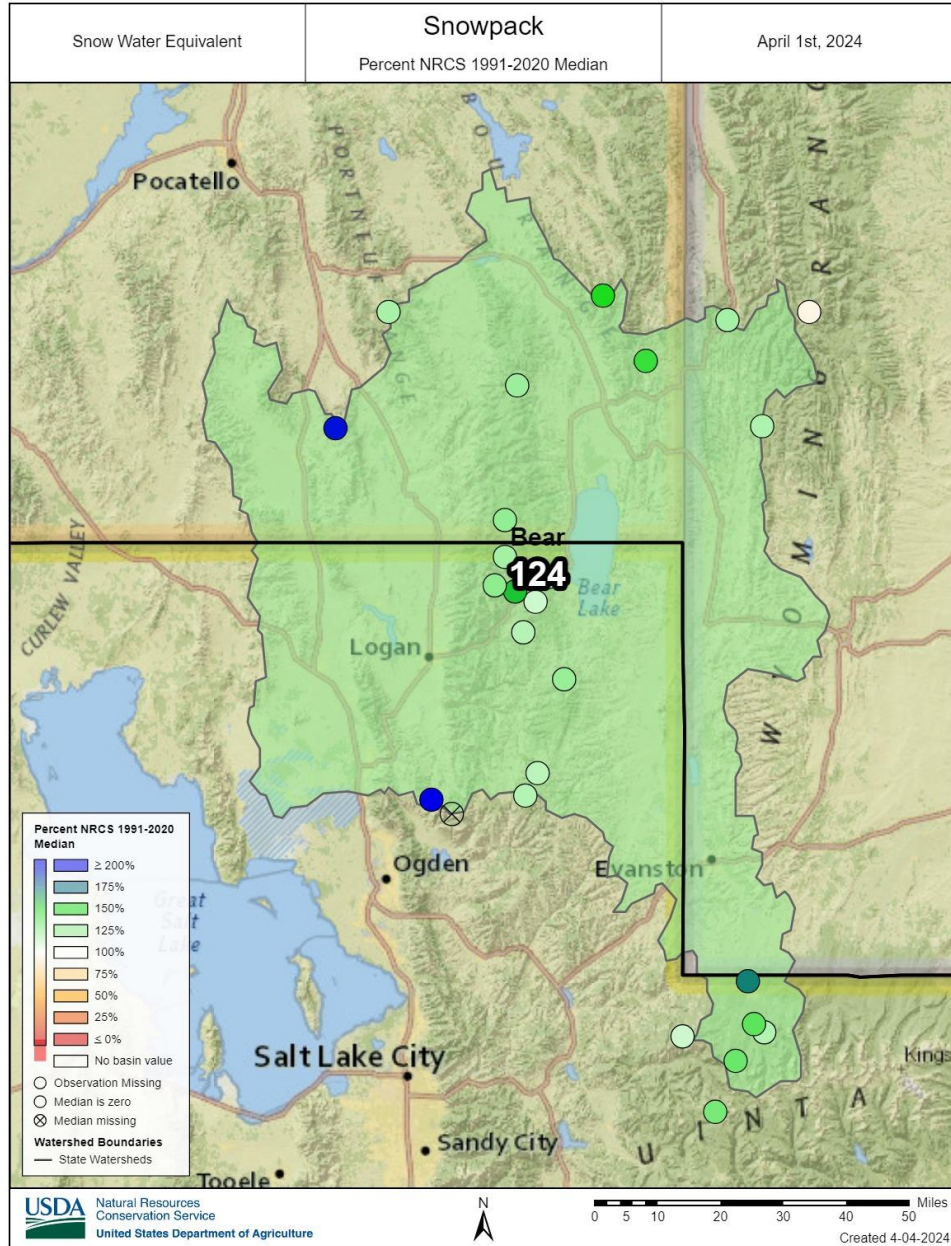 Snow Water Equivalent
Snowpack
Percent NRCS 1991-2020 Median
April 1st, 2024
Pocatello
PORTNEUF
RANGE
WYOMING RANGE
CURLEW VALLEY
Bear
124
Bear
Lake
Logan
Ogden
Evanston
Great
Salt
Lake
Salt Lake City
Kings
Sandy City
UINTA
Tooele
Percent NRCS 1991-2020
Median
≥ 200%
175%
150%
125%
100%
75%
50%
25%
≤ 0%
No basin value
Observation Missing
Median is zero
Median missing
Watershed Boundaries
State Watersheds
USDA
Natural Resources
Conservation Service
United States Department of Agriculture
N
0 5 10 20 30 40 50 Miles
Created 4-04-2024